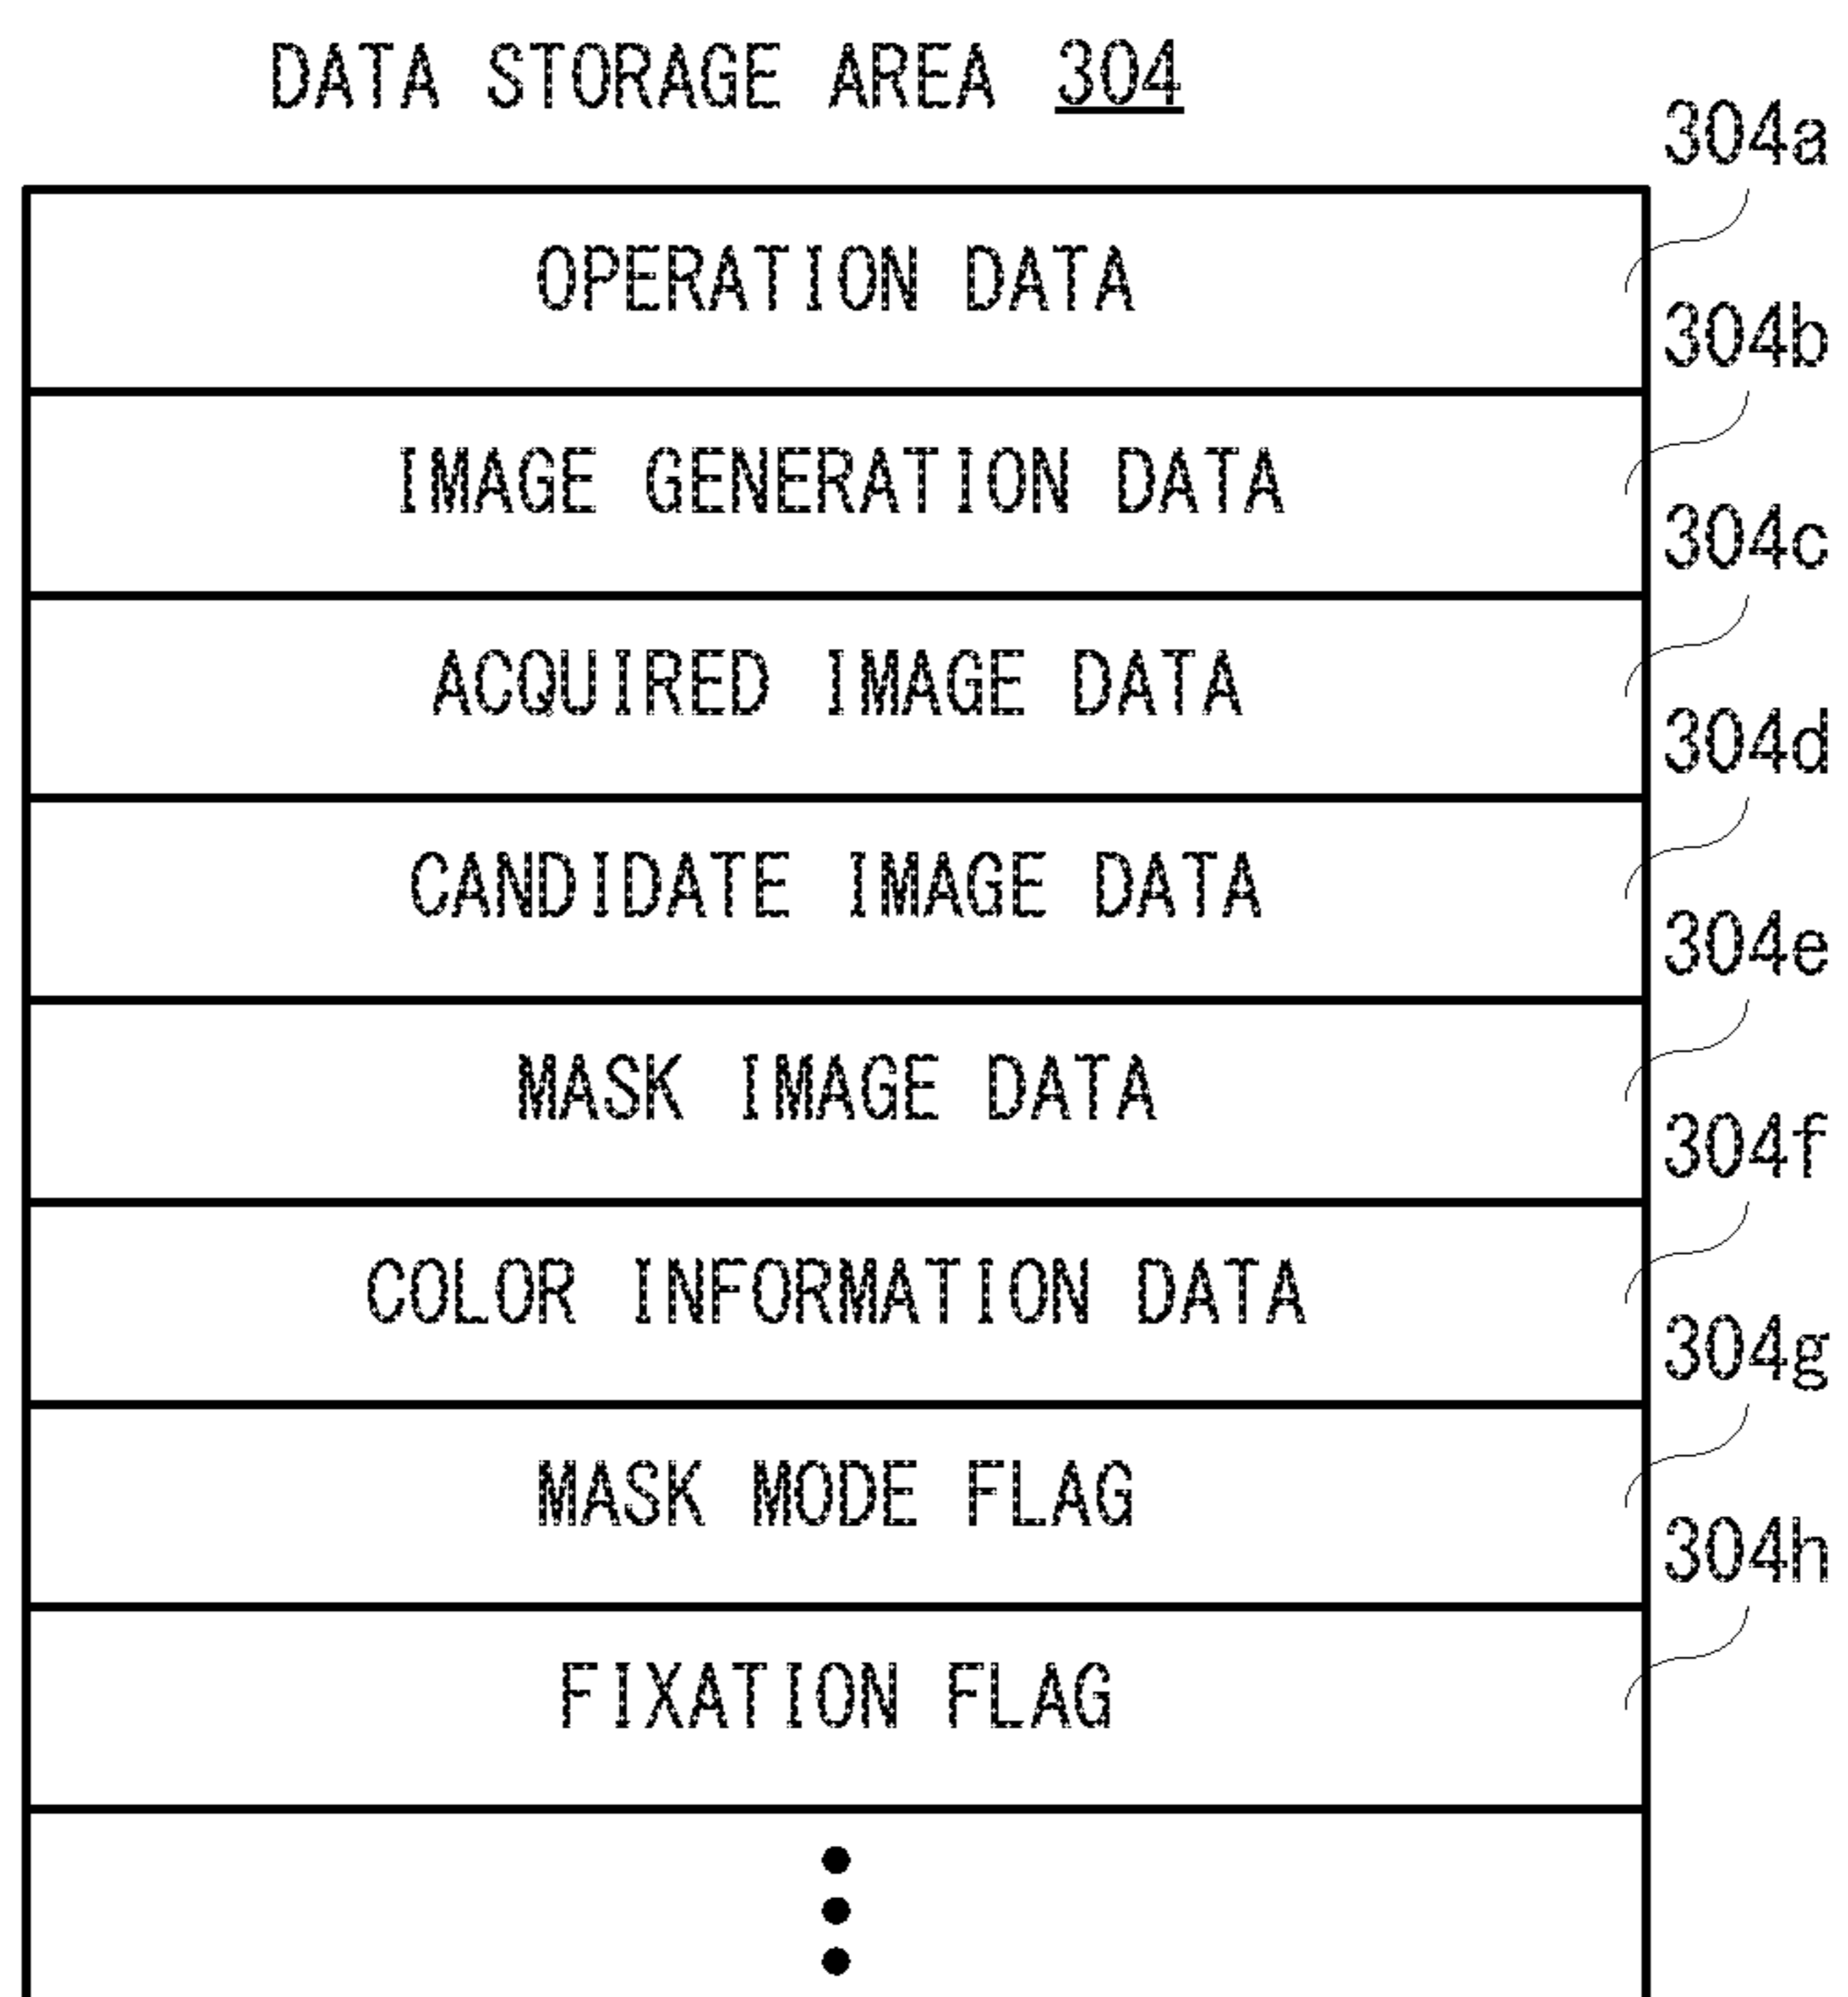 DATA STORAGE AREA 304
304a
OPERATION DATA
304b
IMAGE GENERATION DATA
304c
ACQUIRED IMAGE DATA
304d
CANDIDATE IMAGE DATA
304e
MASK IMAGE DATA
304f
COLOR INFORMATION DATA
304g
MASK MODE FLAG
304h
FIXATION FLAG